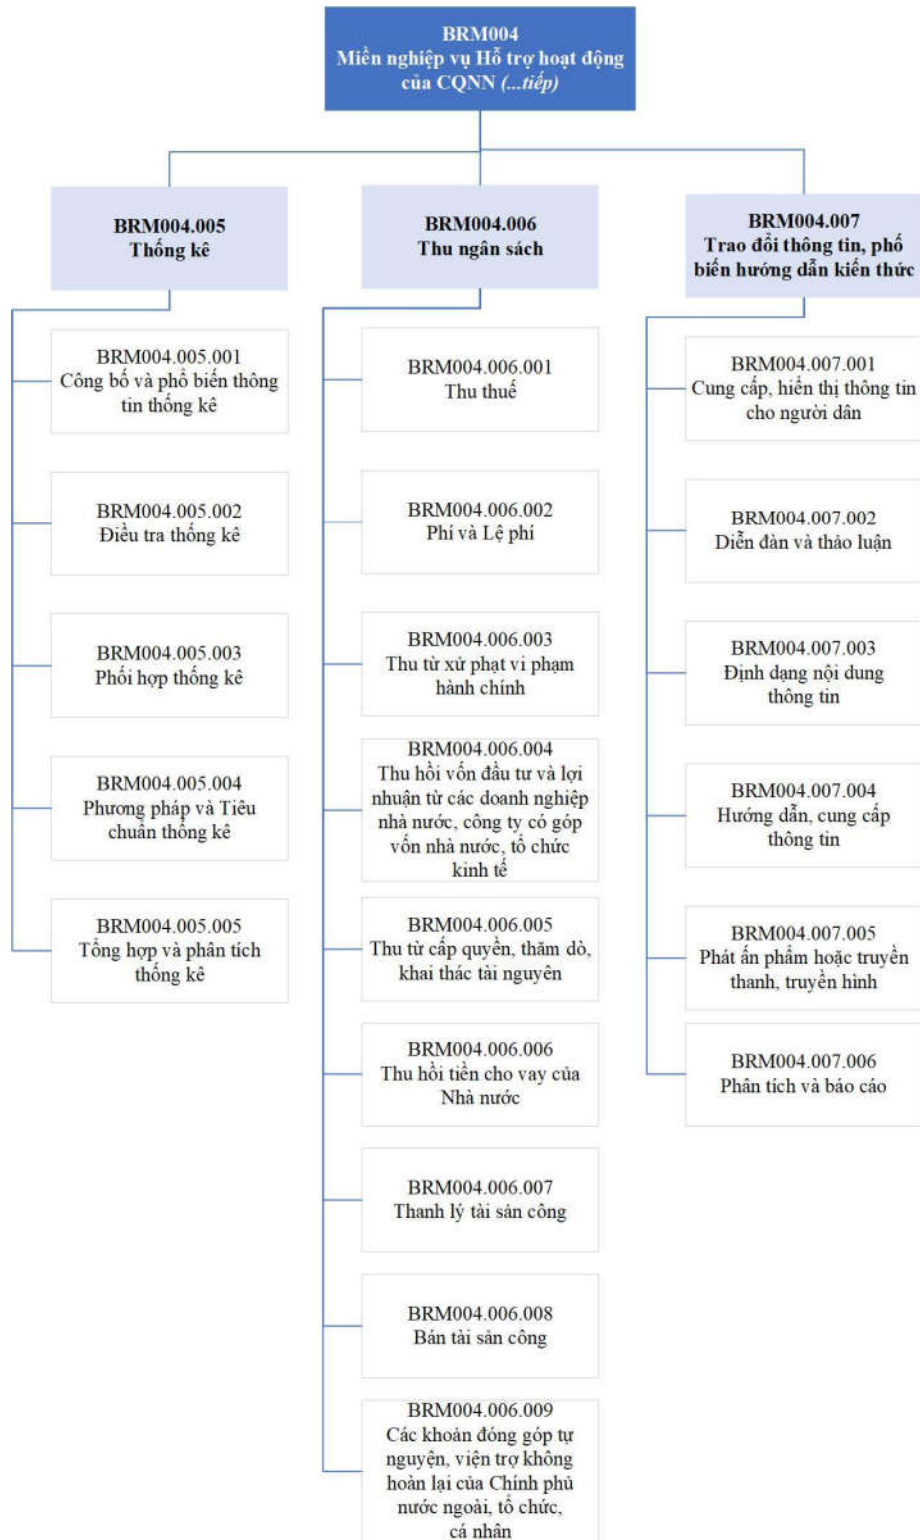 BRM004
Miền nghiệp vụ Hỗ trợ hoạt động
của CQNN (...tiếp)
BRM004.005
Thống kê
BRM004.005.001
Công bố và phổ biến thông
tin thống kê
BRM004.005.002
Điều tra thống kê
BRM004.005.003
Phối hợp thống kê
BRM004.005.004
Phương pháp và Tiêu
chuẩn thống kê
BRM004.005.005
Tổng hợp và phân tích
thống kê
BRM004.006
Thu ngân sách
BRM004.006.001
Thu thuế
BRM004.006.002
Phí và Lệ phí
BRM004.006.003
Thu từ xử phạt vi phạm
hành chính
BRM004.006.004
Thu hồi vốn đầu tư và lợi
nhuận từ các doanh nghiệp
nhà nước, công ty có góp
vốn nhà nước, tổ chức
kinh tế
BRM004.006.005
Thu từ cấp quyền, thăm dò,
khai thác tài nguyên
BRM004.006.006
Thu hồi tiền cho vay của
Nhà nước
BRM004.006.007
Thanh lý tài sản công
BRM004.006.008
Bán tài sản công
BRM004.006.009
Các khoản đóng góp tự
nguyện, viện trợ không
hoàn lại của Chính phủ
nước ngoài, tổ chức,
cá nhân
BRM004.007
Trao đổi thông tin, phổ
biến hướng dẫn kiến thức
BRM004.007.001
Cung cấp, hiển thị thông tin
cho người dân
BRM004.007.002
Diễn đàn và thảo luận
BRM004.007.003
Định dạng nội dung
thông tin
BRM004.007.004
Hướng dẫn, cung cấp
thông tin
BRM004.007.005
Phát ấn phẩm hoặc truyền
thanh, truyền hình
BRM004.007.006
Phân tích và báo cáo